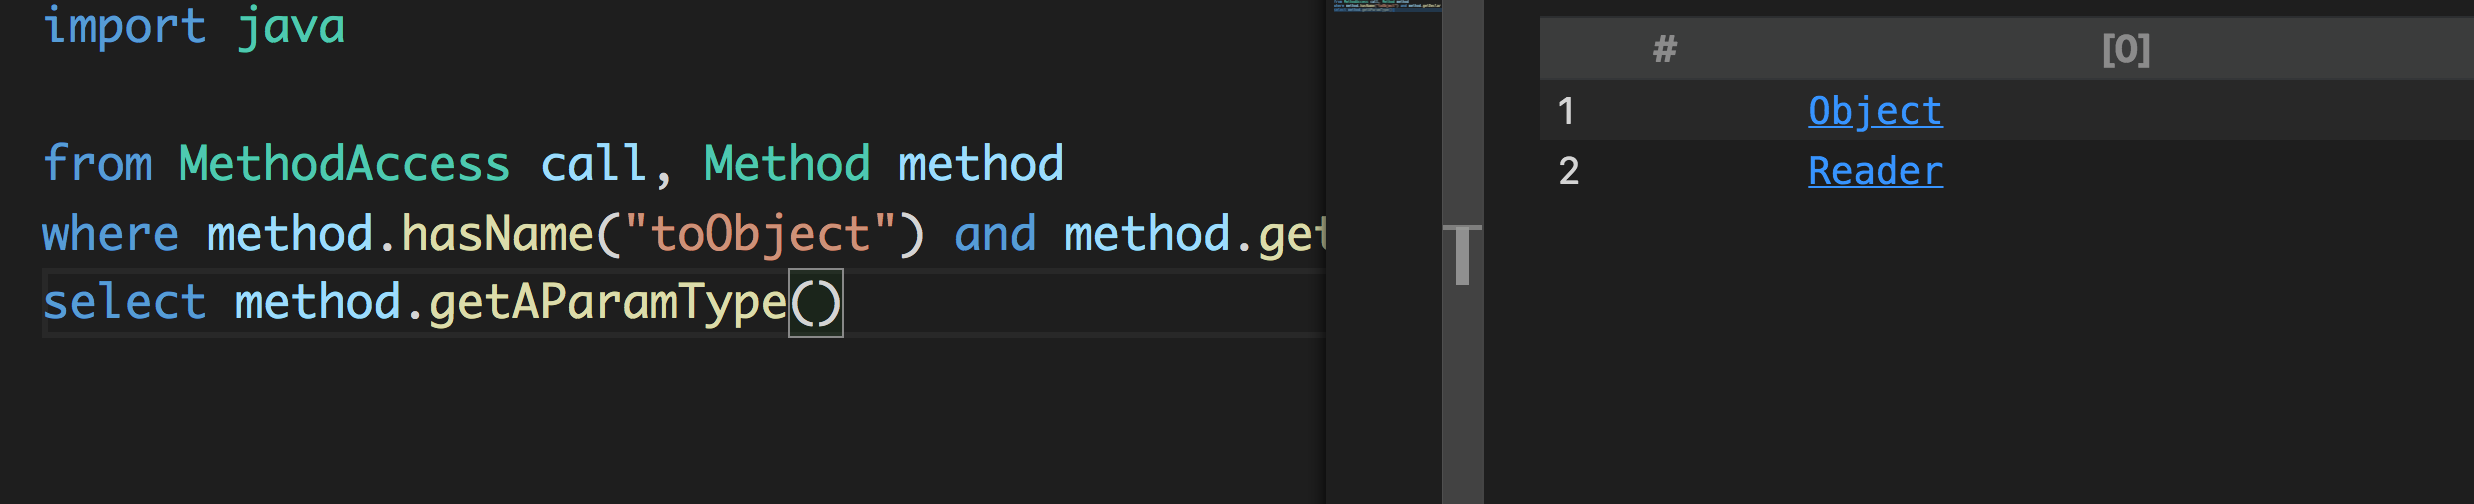 import java
from MethodAccess call, Method method
where method.hasName("toObject") and method.get
select method.getAParamType()
# [0]
1 Object
2 Reader